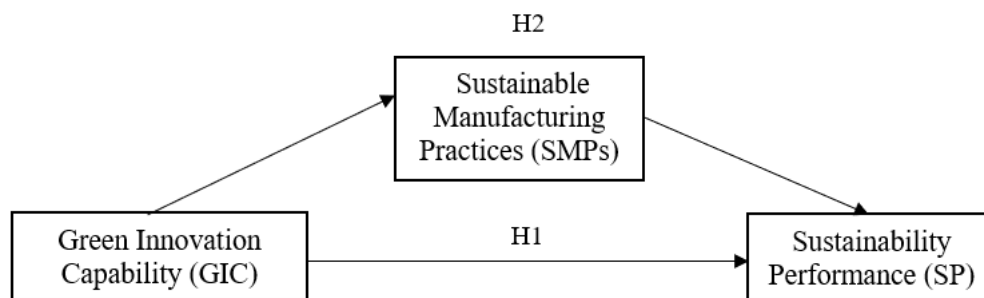 H2
Sustainable
Manufacturing
Practices (SMPs)
H1
Green Innovation
Capability (GIC)
Sustainability
Performance (SP)